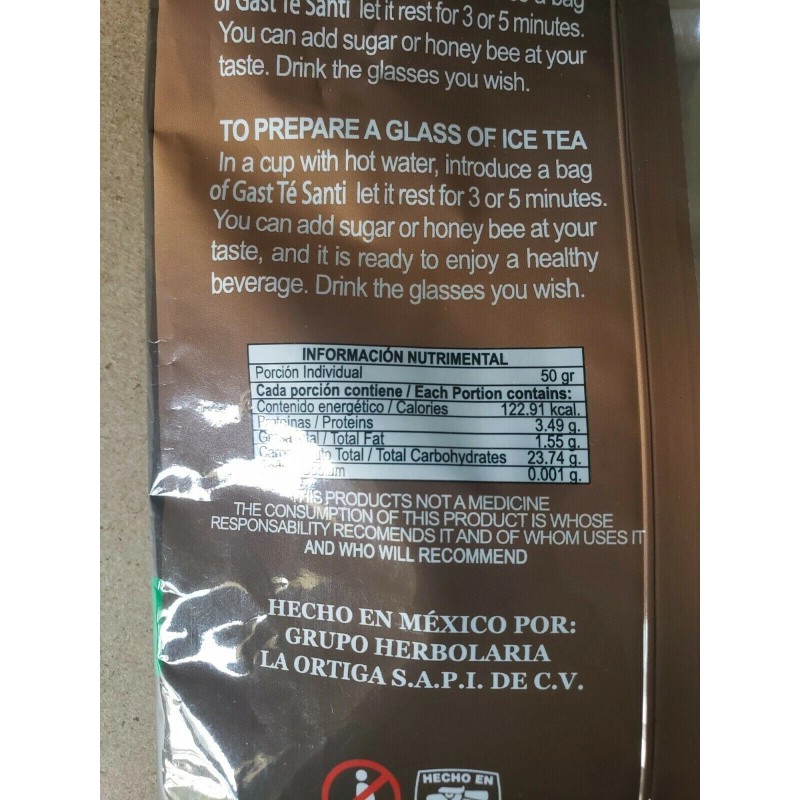 of Gast Té Santi let it rest for 3 or 5 minutes.
You can add sugar or honey bee at your
taste. Drink the glasses you wish.
TO PREPARE A GLASS OF ICE TEA
In a cup with hot water, introduce a bag
of Gast Té Santi let it rest for 3 or 5 minutes.
You can add sugar or honey bee at your
taste, and it is ready to enjoy a healthy
beverage. Drink the glasses you wish.
INFORMACIÓN NUTRIMENTAL
Porción Individual 50 gr
Cada porción contiene / Each Portion contains:
Contenido energético / Calories 122.91 kcal.
/ Proteins 3.49 g.
/ Total Fat 1.55 g.
Total / Total Carbohydrates 23.74 g.
0.001 g.
THIS PRODUCTS NOT A MEDICINE
THE CONSUMPTION OF THIS PRODUCT IS WHOSE
RESPONSABILITY RECOMENDS IT AND OF WHOM USES IT
AND WHO WILL RECOMMEND
HECHO EN MÉXICO POR:
GRUPO HERBOLARIA
LA ORTIGA S.A.P.I. DE C.V.
HECHO EN